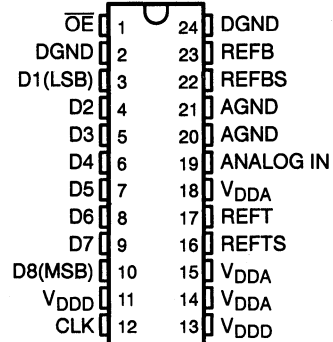 OE 1 24 DGND
DGND 2 23 REFB
D1(LSB) 3 22 REFBS
D2 4 21 AGND
D3 5 20 AGND
D4 6 19 ANALOG IN
D5 7 18 VDDA
D6 8 17 REFT
D7 9 16 REFTS
D8(MSB) 10 15 VDDA
VDDD 11 14 VDDA
CLK 12 13 VDDD